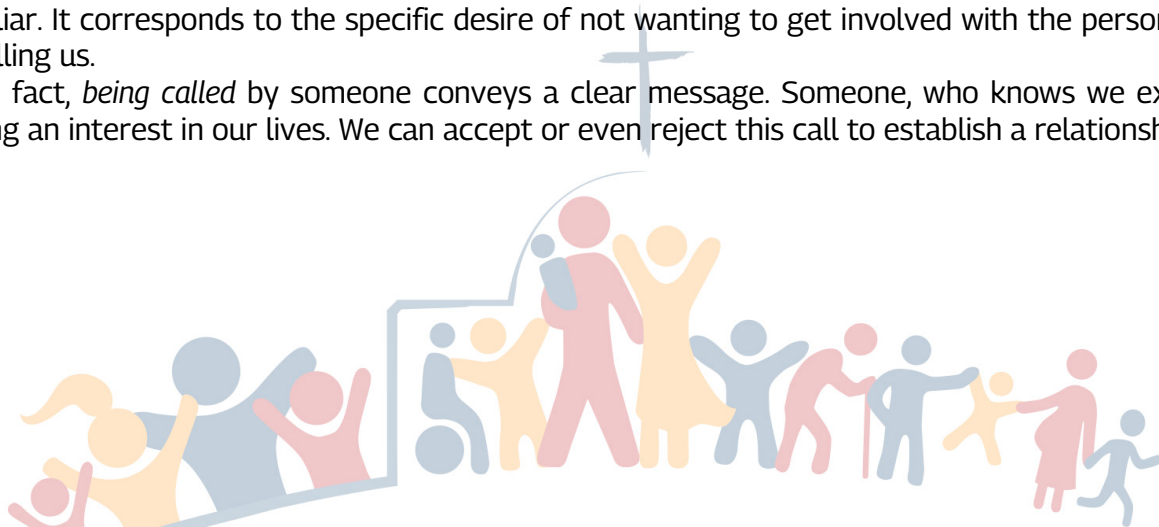 liar. It corresponds to the specific desire of not wanting to get involved with the person
lling us.
fact, being called by someone conveys a clear message. Someone, who knows we ex
ng an interest in our lives. We can accept or even reject this call to establish a relationsh